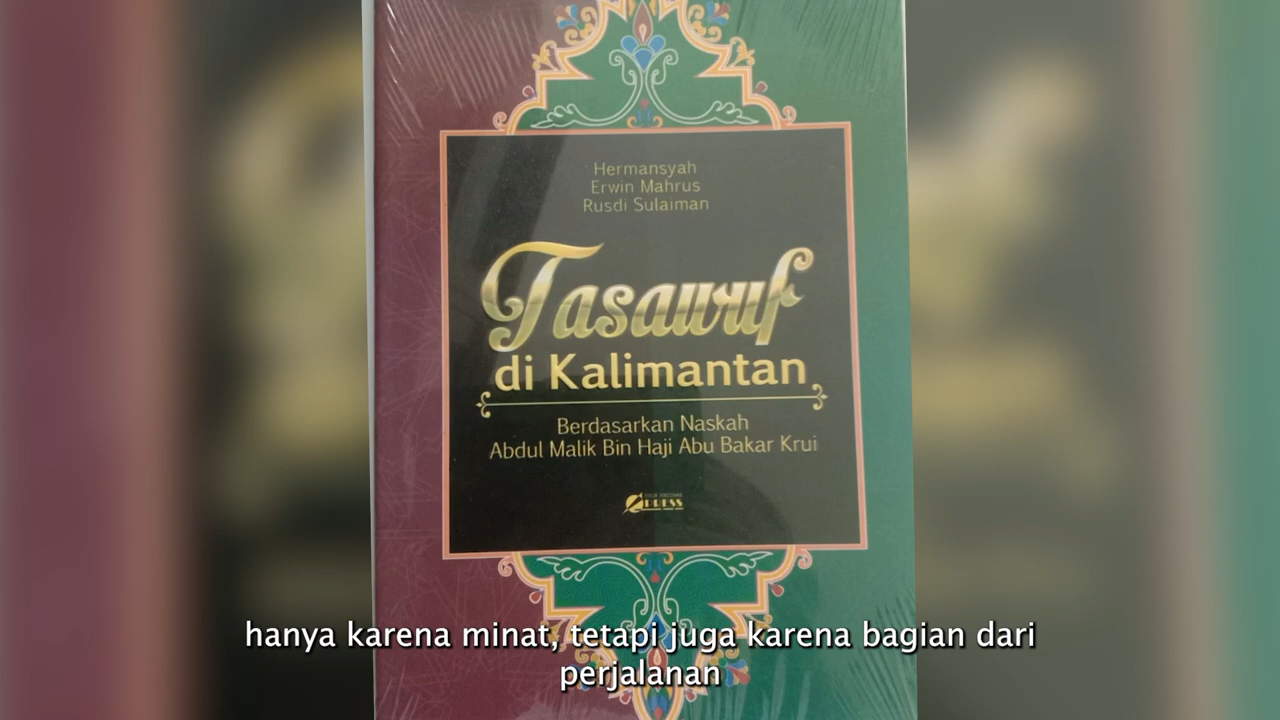 Hermansyah
Erwin Mahrus
Rusdi Sulaiman
Tasawuf
di Kalimantan
Berdasarkan Naskah
Abdul Malik Bin Haji Abu Bakar Krui
PRESS
hanya karena minat, tetapi juga karena bagian dari
perjalanan